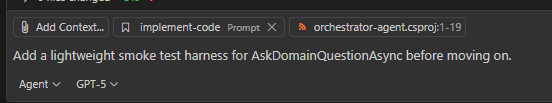 Add Context...
implement-code Prompt
orchestrator-agent.csproj:1-19
Add a lightweight smoke test harness for AskDomainQuestionAsync before moving on.
Agent
GPT-5